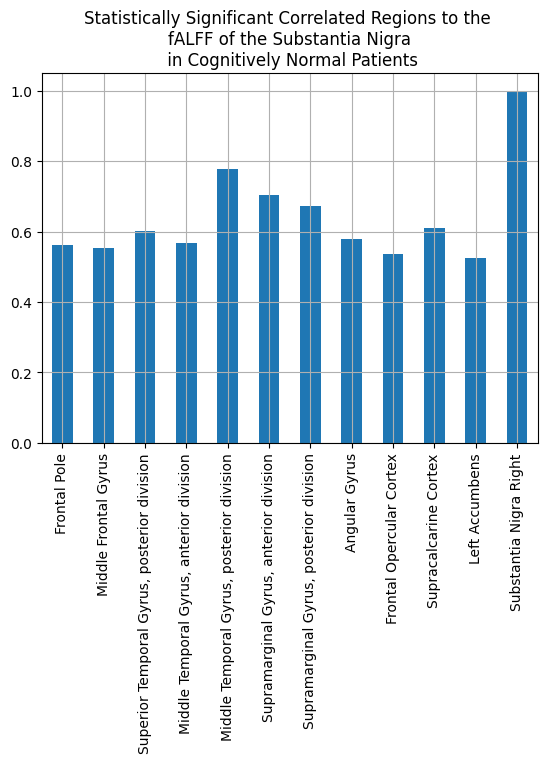 Statistically Significant Correlated Regions to the
fALFF of the Substantia Nigra
in Cognitively Normal Patients
1.0
0.8
0.6
0.4
0.2
0.0
Frontal Pole
Middle Frontal Gyrus
Superior Temporal Gyrus, posterior division
Middle Temporal Gyrus, anterior division
Middle Temporal Gyrus, posterior division
Supramarginal Gyrus, anterior division
Supramarginal Gyrus, posterior division
Angular Gyrus
Frontal Opercular Cortex
Supracalcarine Cortex
Left Accumbens
Substantia Nigra Right